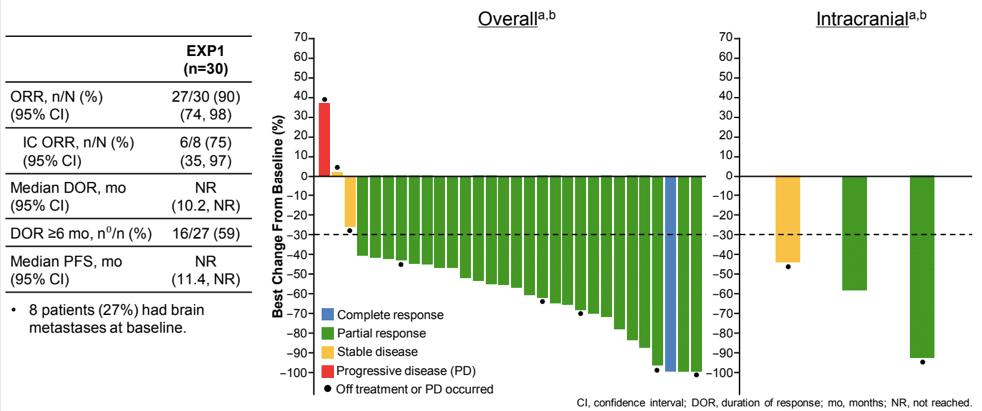 EXP1
(n=30)
ORR, n/N (%) 27/30 (90)
(95% CI) (74, 98)
IC ORR, n/N (%) 6/8 (75)
(95% CI) (35, 97)
Median DOR, mo NR
(95% CI) (10.2, NR)
DOR ≥6 mo, n⁰/n (%) 16/27 (59)
Median PFS, mo NR
(95% CI) (11.4, NR)
• 8 patients (27%) had brain
metastases at baseline.
Overallᵃ,ᵇ
Best Change From Baseline (%)
70
60
50
40
30
20
10
0
−10
−20
−30
−40
−50
−60
−70
−80
−90
−100
Complete response
Partial response
Stable disease
Progressive disease (PD)
Off treatment or PD occurred
Intracranialᵃ,ᵇ
70
60
50
40
30
20
10
0
−10
−20
−30
−40
−50
−60
−70
−80
−90
−100
CI, confidence interval; DOR, duration of response; mo, months; NR, not reached.